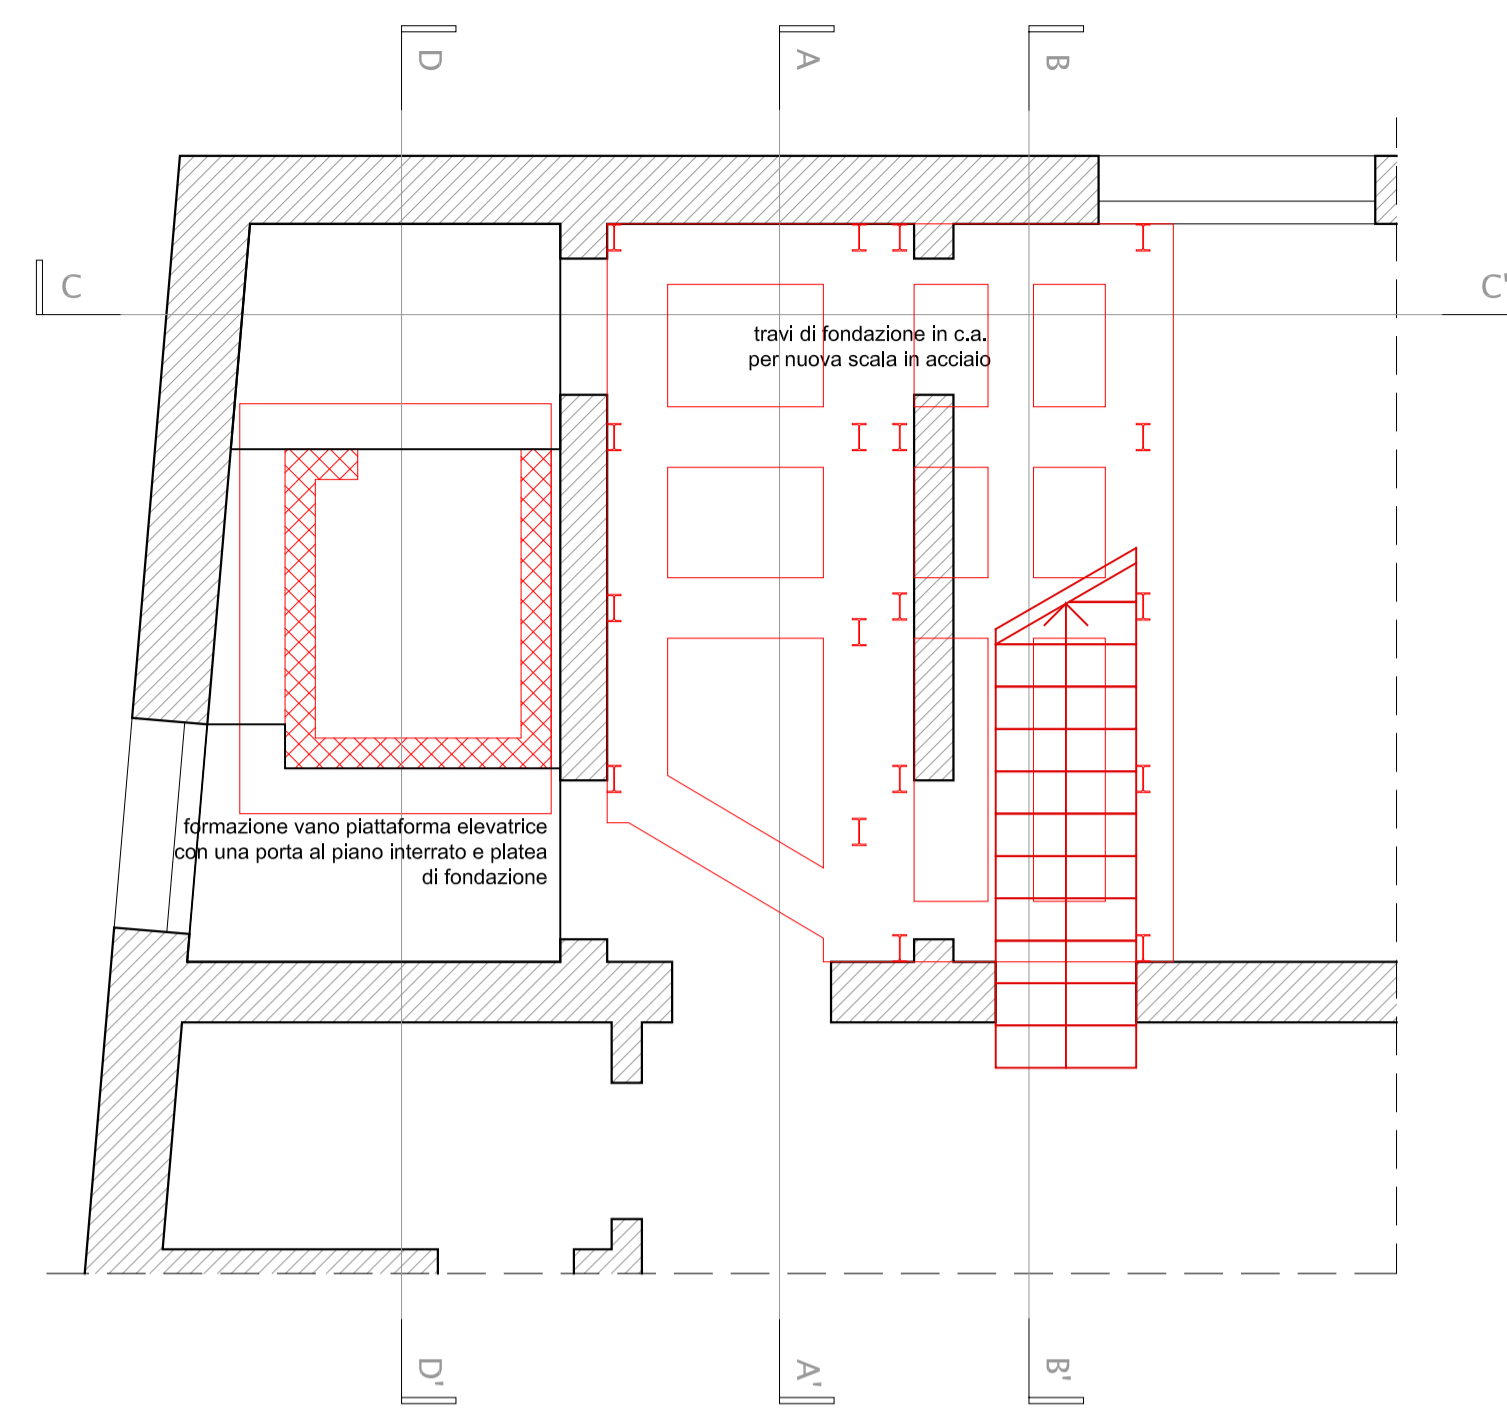 D
A
B
C
C'
travi di fondazione in c.a.
per nuova scala in acciaio
formazione vano piattaforma elevatrice
con una porta al piano interrato e platea
di fondazione
D'
A'
B'